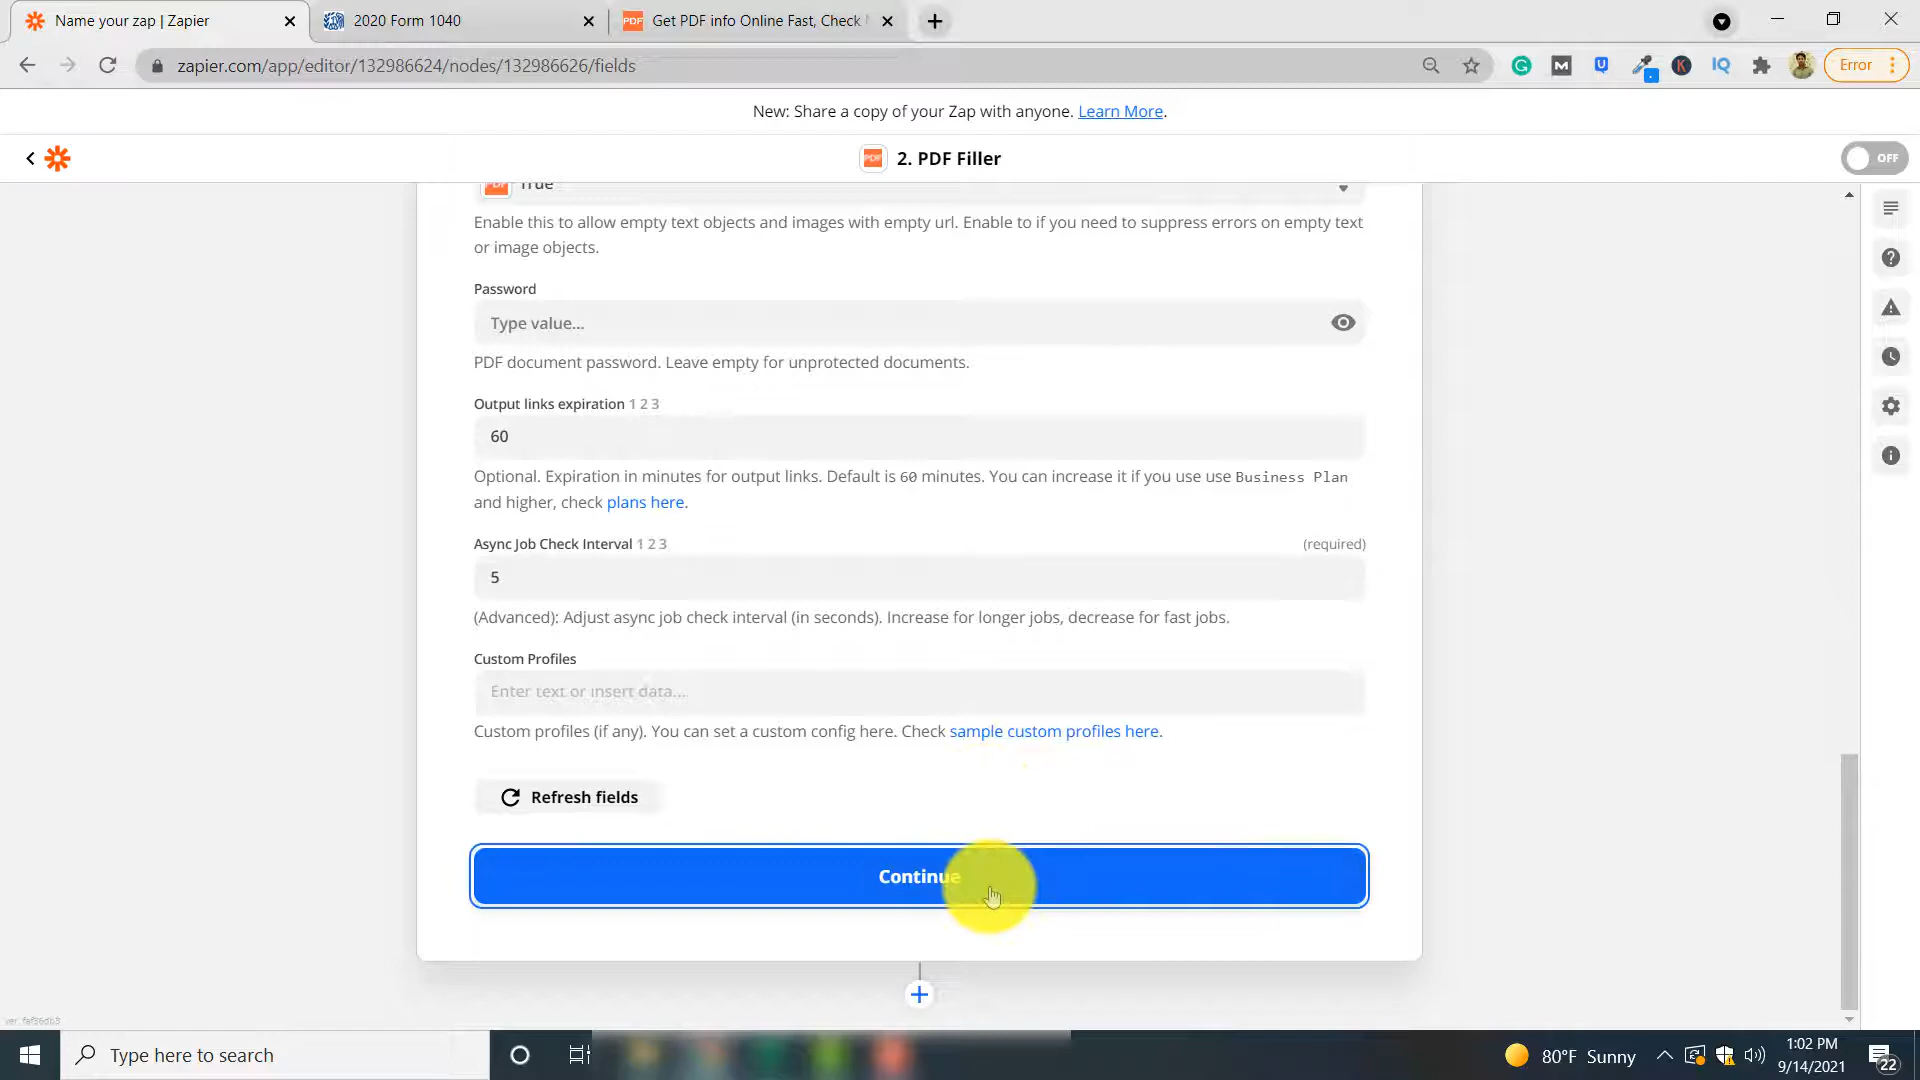 Name your zap | Zapier
2020 Form 1040
PDF
Get PDF info Online Fast, Check
zapier.com/app/editor/132986624/nodes/132986626/fields
Error
New: Share a copy of your Zap with anyone. Learn More.
PDF
2. PDF Filler
OFF
True
Enable this to allow empty text objects and images with empty url. Enable to if you need to suppress errors on empty text
or image objects.
Password
Type value...
PDF document password. Leave empty for unprotected documents.
Output links expiration 1 2 3
60
Optional. Expiration in minutes for output links. Default is 60 minutes. You can increase it if you use use Business Plan
and higher, check plans here.
Async Job Check Interval 1 2 3
(required)
5
(Advanced): Adjust async job check interval (in seconds). Increase for longer jobs, decrease for fast jobs.
Custom Profiles
Enter text or insert data...
Custom profiles (if any). You can set a custom config here. Check sample custom profiles here.
Refresh fields
Continue
Type here to search
80°F Sunny
1:02 PM
9/14/2021
22